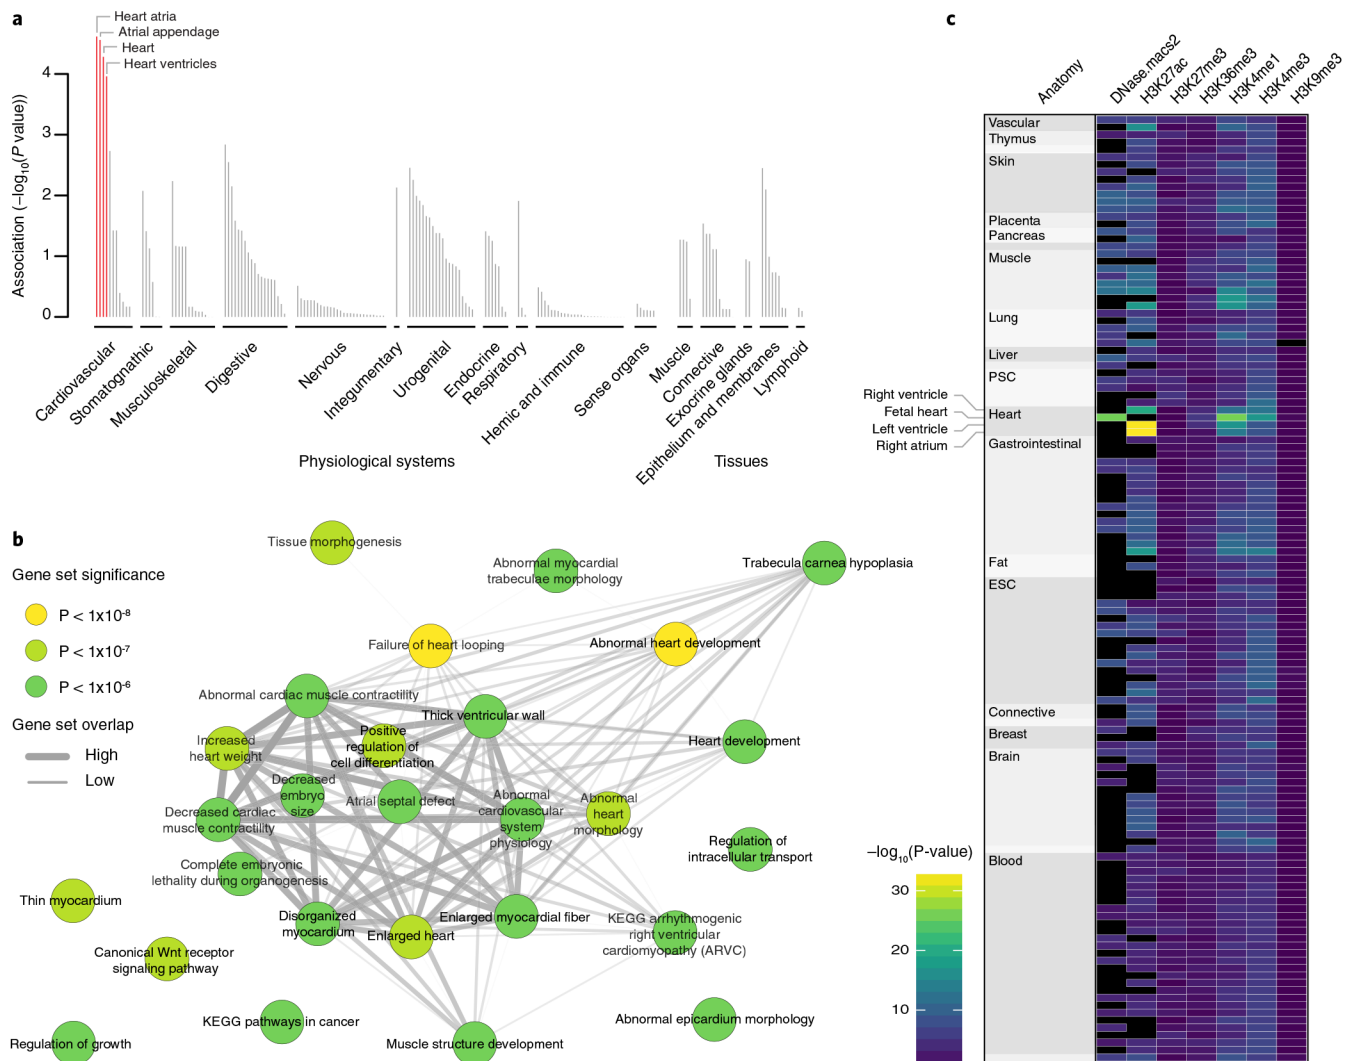 a
Heart atria
Atrial appendage
Heart
Heart ventricles
Association (−log10(P value))
4
3
2
1
0
Cardiovascular
Stomatognathic
Musculoskeletal
Digestive
Nervous
Integumentary
Urogenital
Endocrine
Respiratory
Hemic and immune
Sense organs
Muscle
Connective
Exocrine glands
Epithelium and membranes
Lymphoid
Physiological systems
Tissues
b
Gene set significance
P < 1x10-8
P < 1x10-7
P < 1x10-6
Gene set overlap
High
Low
Tissue morphogenesis
Abnormal myocardial
trabeculae morphology
Trabecula carnea hypoplasia
Failure of heart looping
Abnormal heart development
Abnormal cardiac muscle contractility
Thick ventricular wall
Increased
heart weight
Positive
regulation of
cell differentiation
Heart development
Decreased
embryo
size
Atrial septal defect
Abnormal
cardiovascular
system
physiology
Abnormal
heart
morphology
Decreased cardiac
muscle contractility
Regulation of
intracellular transport
Complete embryonic
lethality during organogenesis
Thin myocardium
Disorganized
myocardium
Enlarged heart
Enlarged myocardial fiber
KEGG arrhythmogenic
right ventricular
cardiomyopathy (ARVC)
Canonical Wnt receptor
signaling pathway
KEGG pathways in cancer
Abnormal epicardium morphology
Regulation of growth
Muscle structure development
c
Anatomy
DNase.macs2
H3K27ac
H3K27me3
H3K36me3
H3K4me1
H3K4me3
H3K9me3
Vascular
Thymus
Skin
Placenta
Pancreas
Muscle
Lung
Liver
PSC
Heart
Gastrointestinal
Fat
ESC
Connective
Breast
Brain
Blood
Right ventricle
Fetal heart
Left ventricle
Right atrium
−log10(P-value)
30
20
10